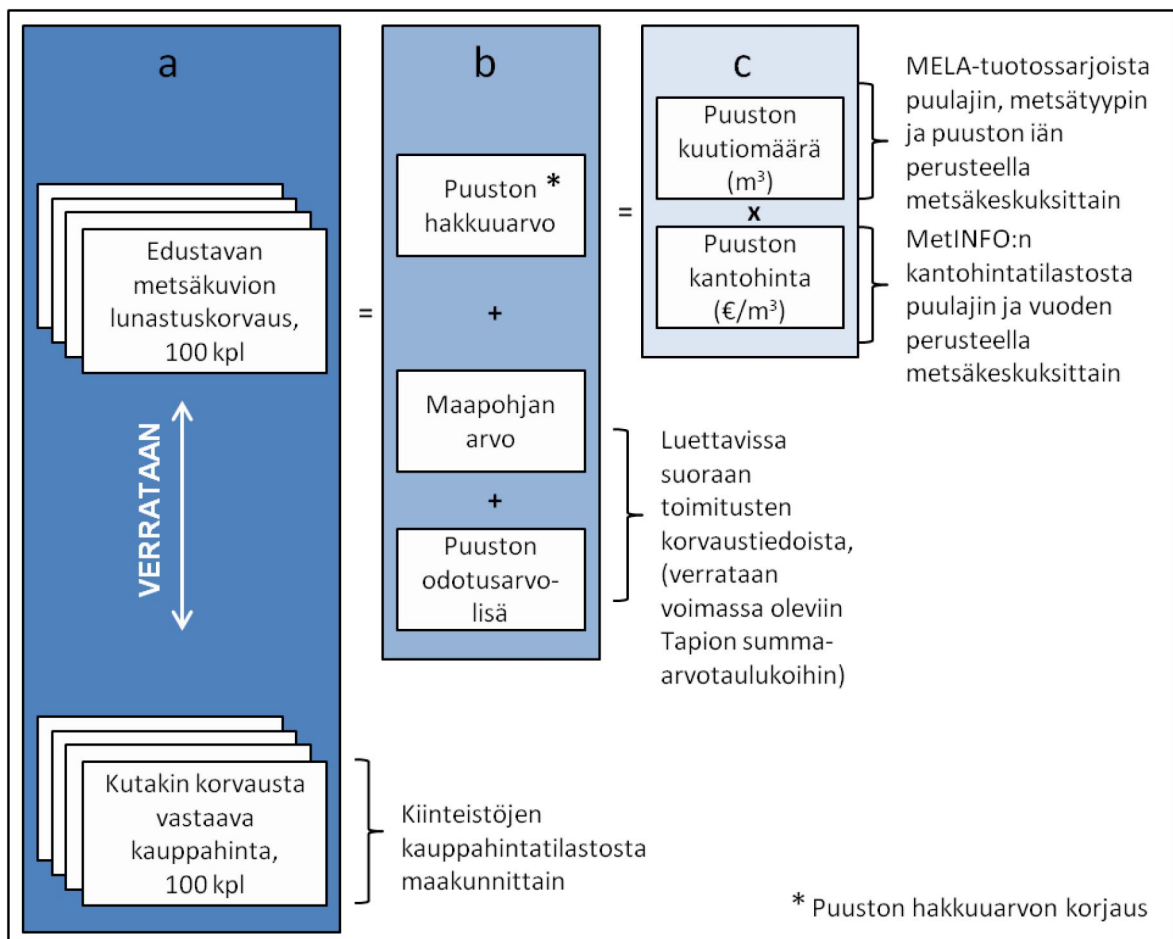 a
Edustavan
metsäkuvion
lunastuskorvaus,
100 kpl
VERRATAAN
Kutakin korvausta
vastaava
kauppahinta,
100 kpl
Kiinteistöjen
kauppahintatilastosta
maakunnittain
=
b
Puuston *
hakkuuarvo
+
Maapohjan
arvo
+
Puuston
odotusarvo-
lisä
Luettavissa
suoraan
toimitusten
korvaustiedoista,
(verrataan
voimassa oleviin
Tapion summa-
arvotaulukoihin)
=
c
Puuston
kuutiomäärä
(m³)
x
Puuston
kantohinta
(€/m³)
MELA-tuotossarjoista
puulajin, metsätyypin
ja puuston iän
perusteella
metsäkeskuksittain
MetINFO:n
kantohintatilastosta
puulajin ja vuoden
perusteella
metsäkeskuksittain
* Puuston hakkuuarvon korjaus